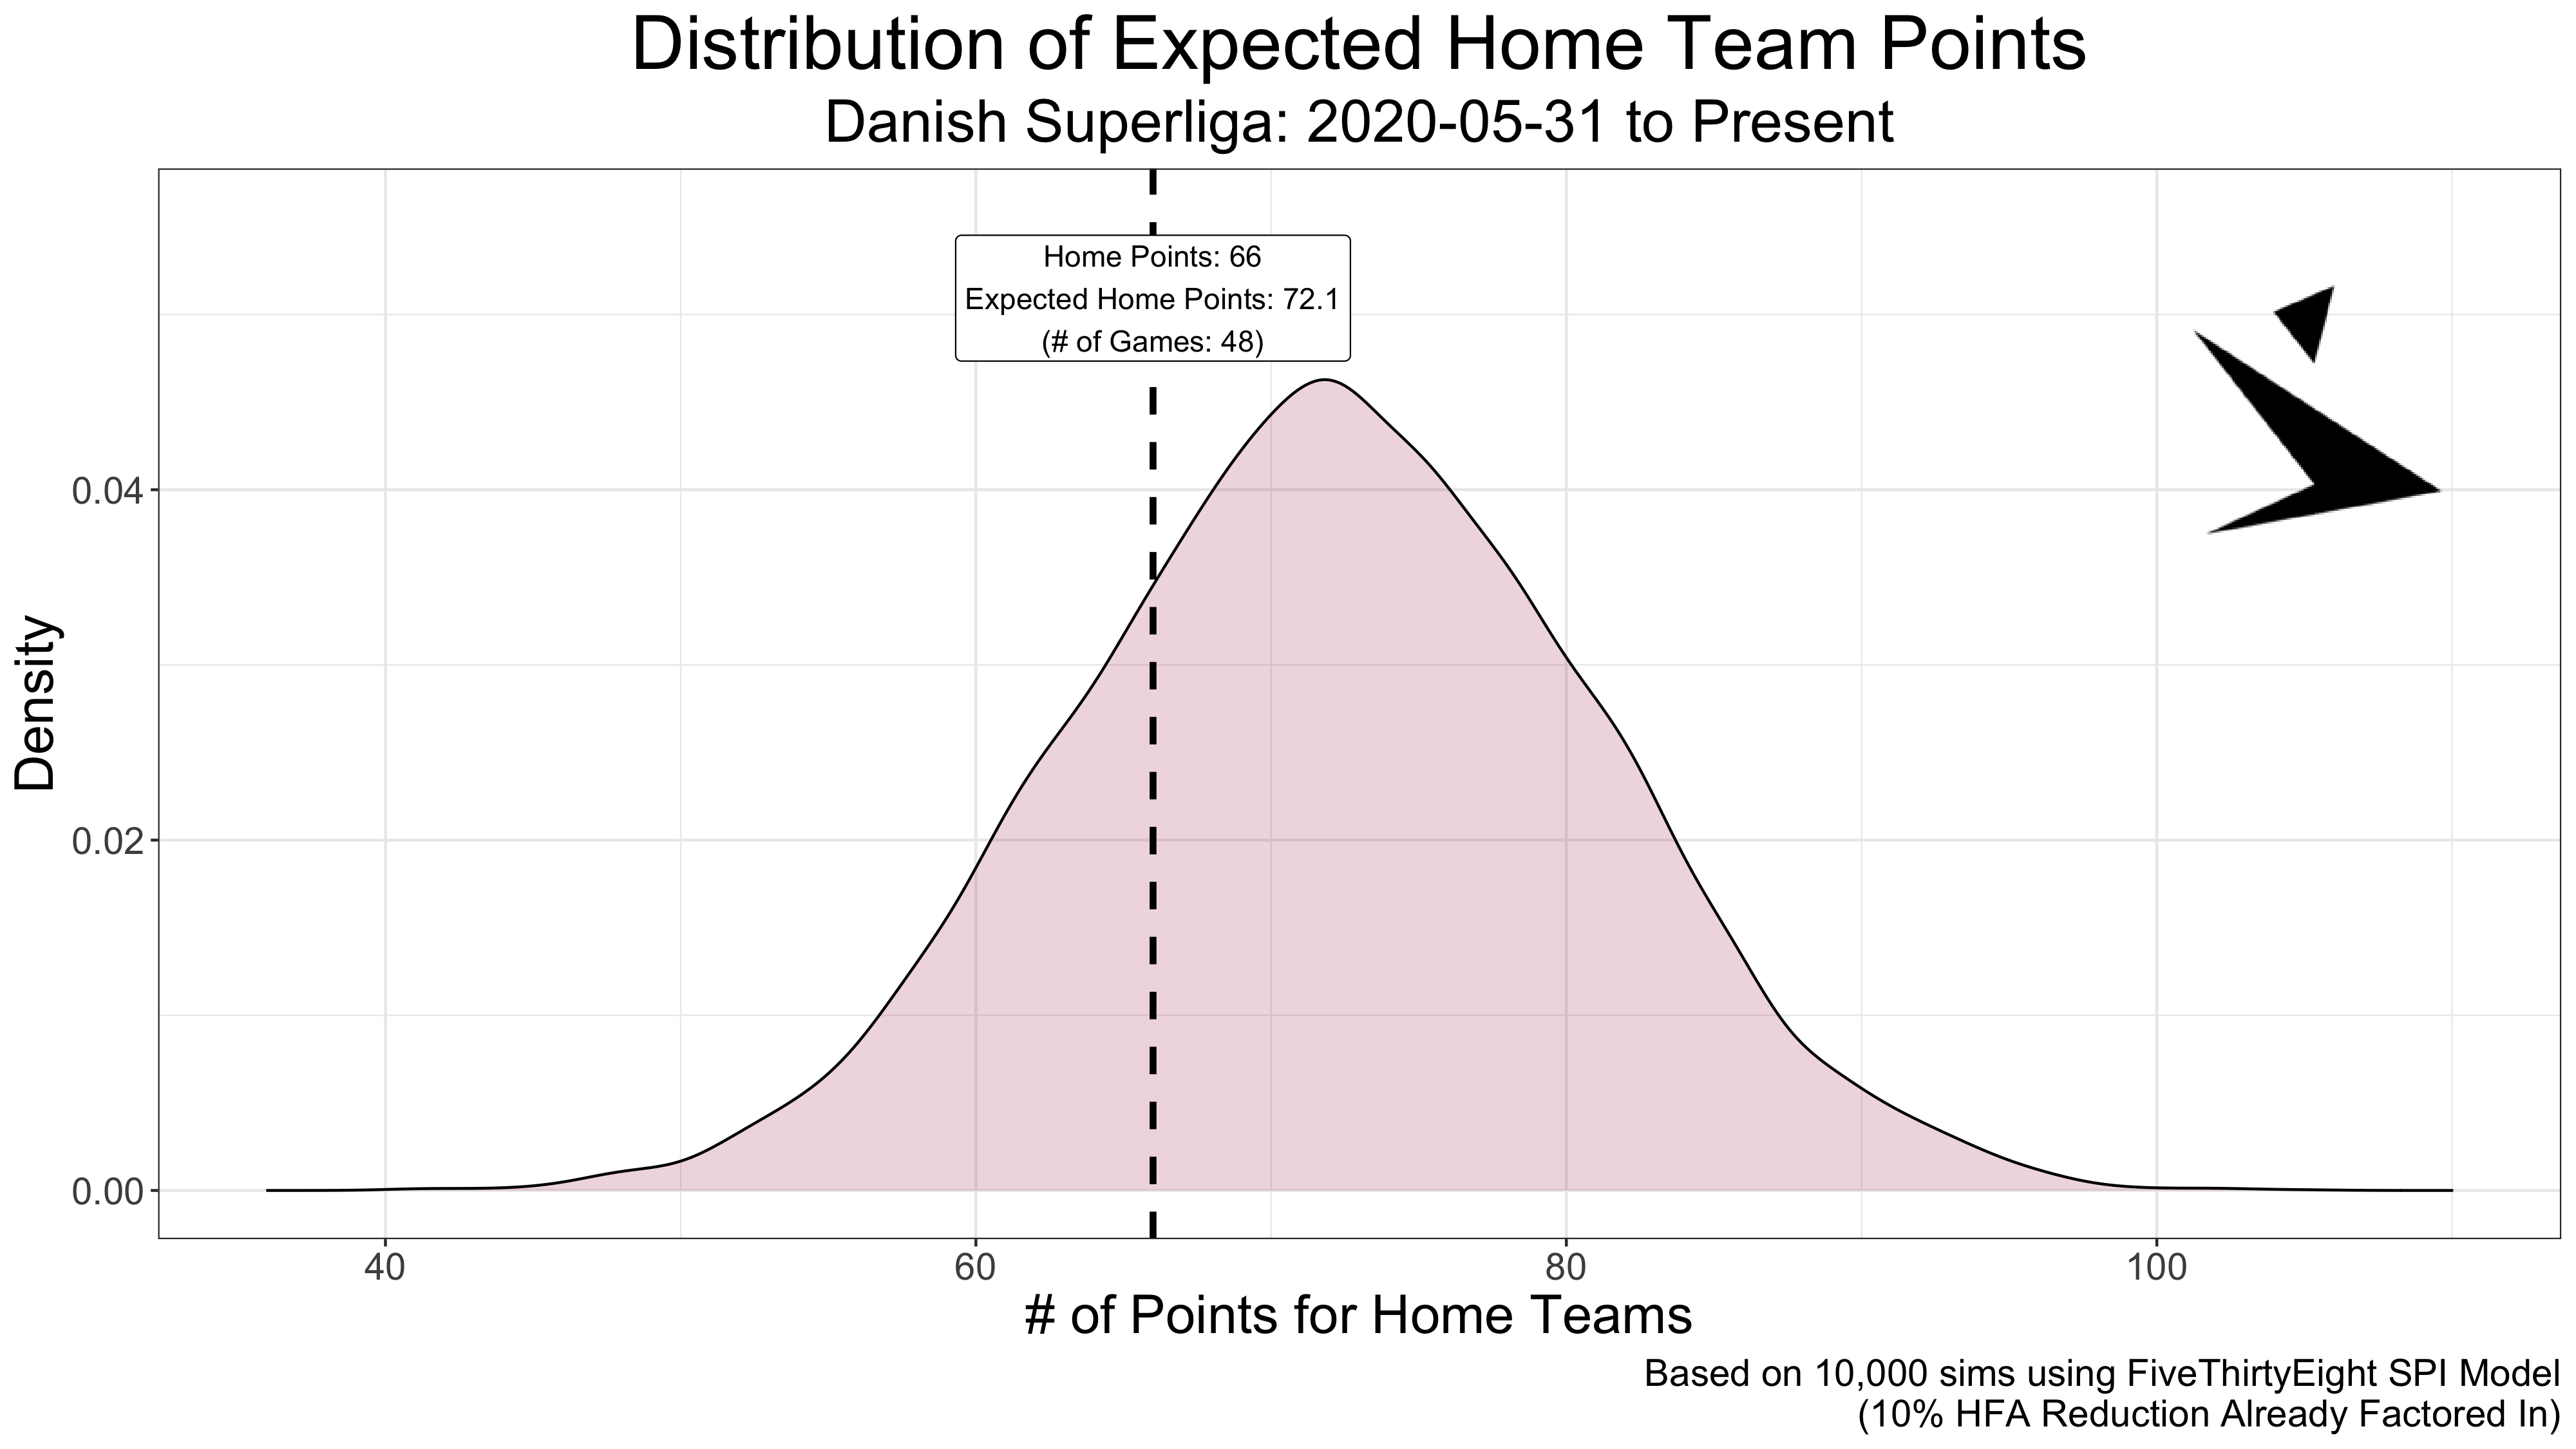 Distribution of Expected Home Team Points
Danish Superliga: 2020-05-31 to Present
Home Points: 66
Expected Home Points: 72.1
(# of Games: 48)
Density
0.04
0.02
0.00
40 60 80 100
# of Points for Home Teams
Based on 10,000 sims using FiveThirtyEight SPI Model
(10% HFA Reduction Already Factored In)